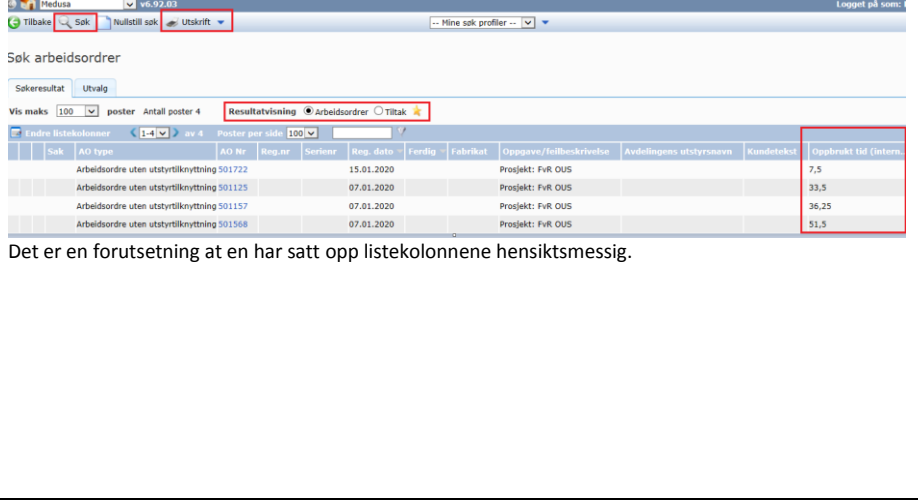 Medusa v6.92.03 Logget på som:
Tilbake Søk Nullstill søk Utskrift -- Mine søk profiler --
Søk arbeidsordrer
Søkeresultat Utvalg
Vis maks 100 poster Antall poster 4 Resultatvisning Arbeidsordrer Tiltak
Endre listekolonner 1-4 av 4 Poster per side 100
Sak AO type AO Nr Reg.nr Serienr Reg. dato Ferdig Fabrikat Oppgave/feilbeskrivelse Avdelingens utstyrsnavn Kundetekst Oppbrukt tid (intern...
Arbeidsordre uten utstyrtilknyttning 501722 15.01.2020 Prosjekt: FvR OUS 7,5
Arbeidsordre uten utstyrtilknyttning 501125 07.01.2020 Prosjekt: FvR OUS 33,5
Arbeidsordre uten utstyrtilknyttning 501157 07.01.2020 Prosjekt: FvR OUS 36,25
Arbeidsordre uten utstyrtilknyttning 501568 07.01.2020 Prosjekt: FvR OUS 51,5
Det er en forutsetning at en har satt opp listekolonnene hensiktsmessig.